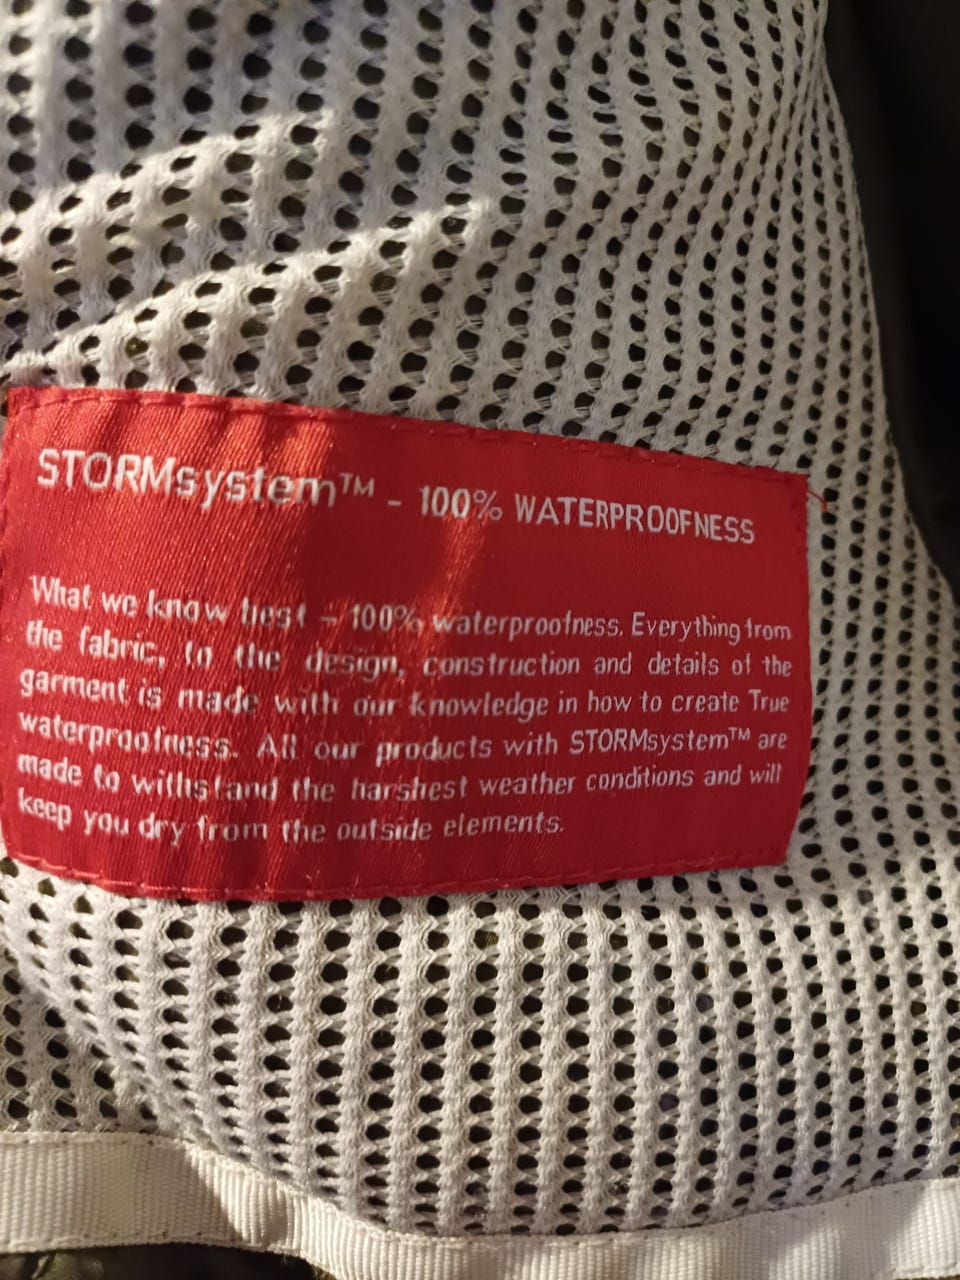 STORMsystem™ - 100% WATERPROOFNESS
What we know best - 100% waterproofness. Everything from
the fabric, to the design, construction and details of the
garment is made with our knowledge in how to create True
waterproofness. All our products with STORMsystem™ are
made to withstand the harshest weather conditions and will
keep you dry from the outside elements.